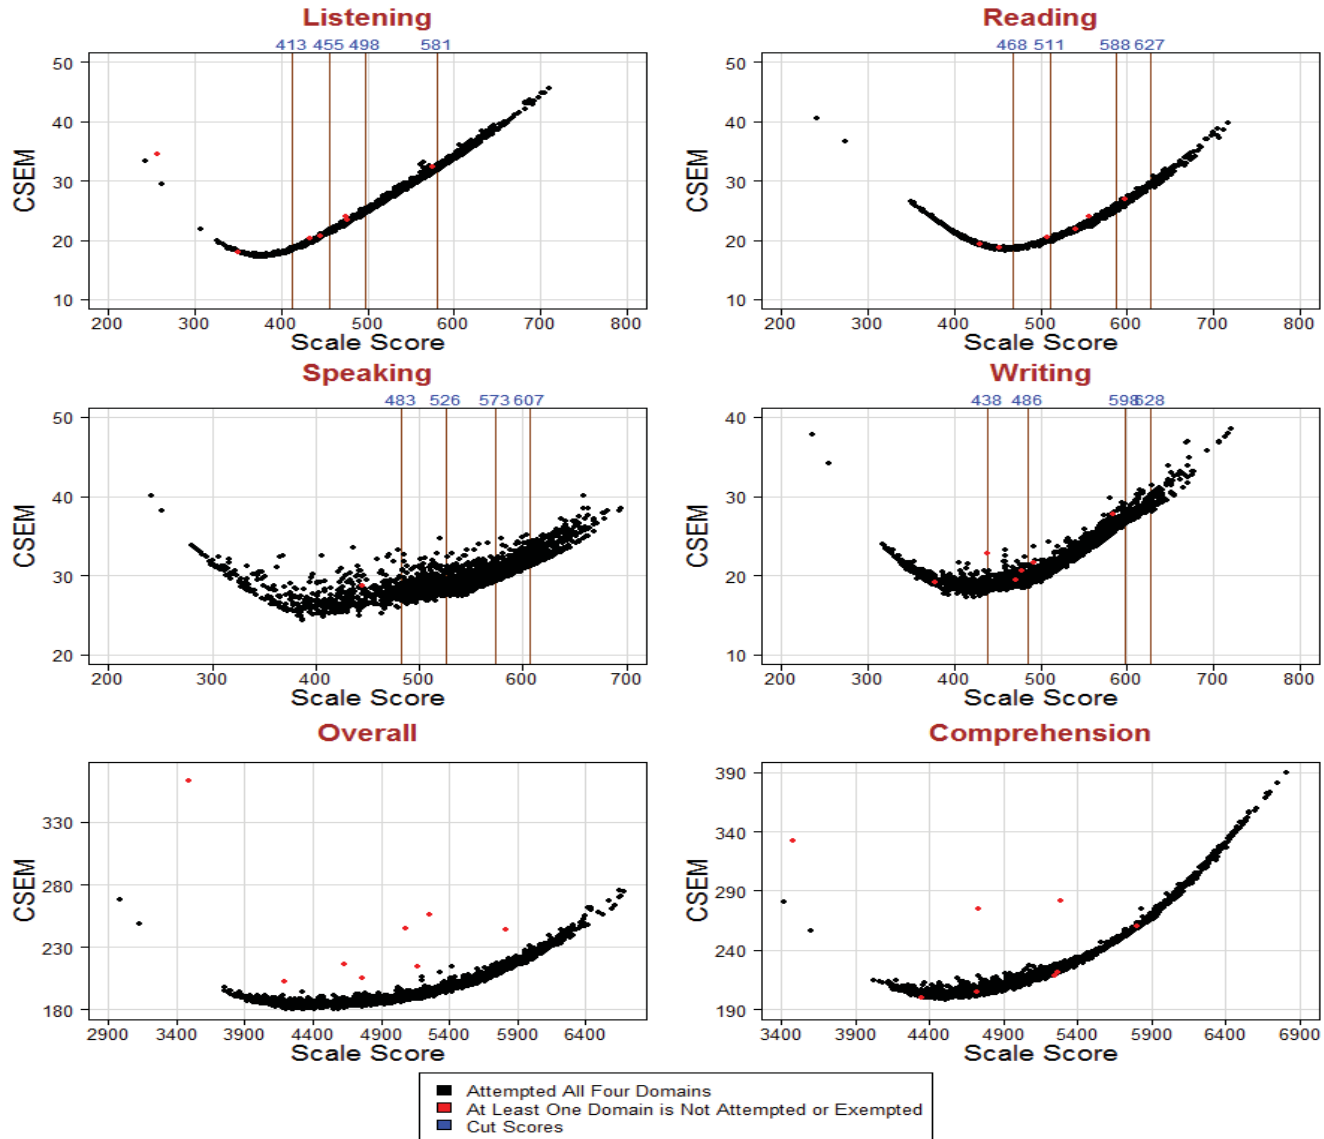 Listening
413 455 498 581
50
40
30
20
10
CSEM
200 300 400 500 600 700 800
Scale Score
Reading
468 511 588 627
50
40
30
20
10
CSEM
200 300 400 500 600 700 800
Scale Score
Speaking
483 526 573 607
50
40
30
20
CSEM
200 300 400 500 600 700
Scale Score
Writing
438 486 598 628
40
30
20
10
CSEM
200 300 400 500 600 700 800
Scale Score
Overall
330
280
230
180
CSEM
2900 3400 3900 4400 4900 5400 5900 6400
Scale Score
Comprehension
390
340
290
240
190
CSEM
3400 3900 4400 4900 5400 5900 6400 6900
Scale Score
Attempted All Four Domains
At Least One Domain is Not Attempted or Exempted
Cut Scores